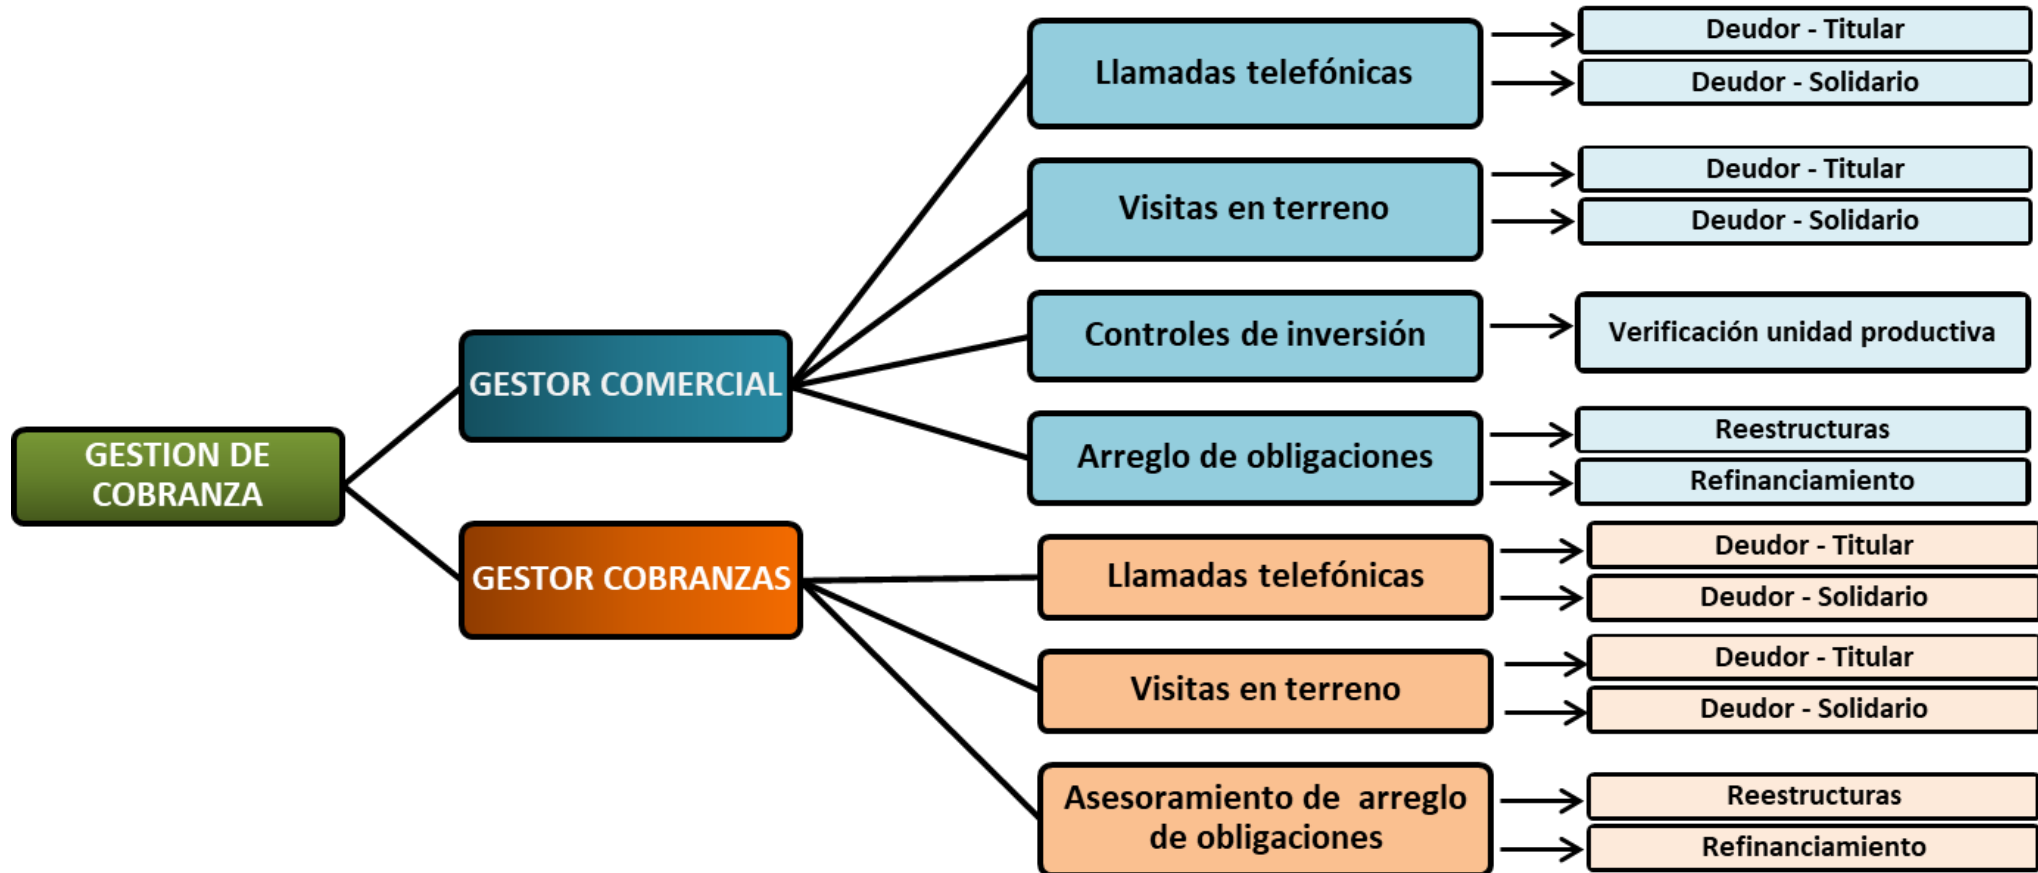 GESTION DE
COBRANZA
GESTOR COMERCIAL
Llamadas telefónicas
Deudor - Titular
Deudor - Solidario
Visitas en terreno
Deudor - Titular
Deudor - Solidario
Controles de inversión
Verificación unidad productiva
Arreglo de obligaciones
Reestructuras
Refinanciamiento
GESTOR COBRANZAS
Llamadas telefónicas
Deudor - Titular
Deudor - Solidario
Visitas en terreno
Deudor - Titular
Deudor - Solidario
Asesoramiento de arreglo
de obligaciones
Reestructuras
Refinanciamiento